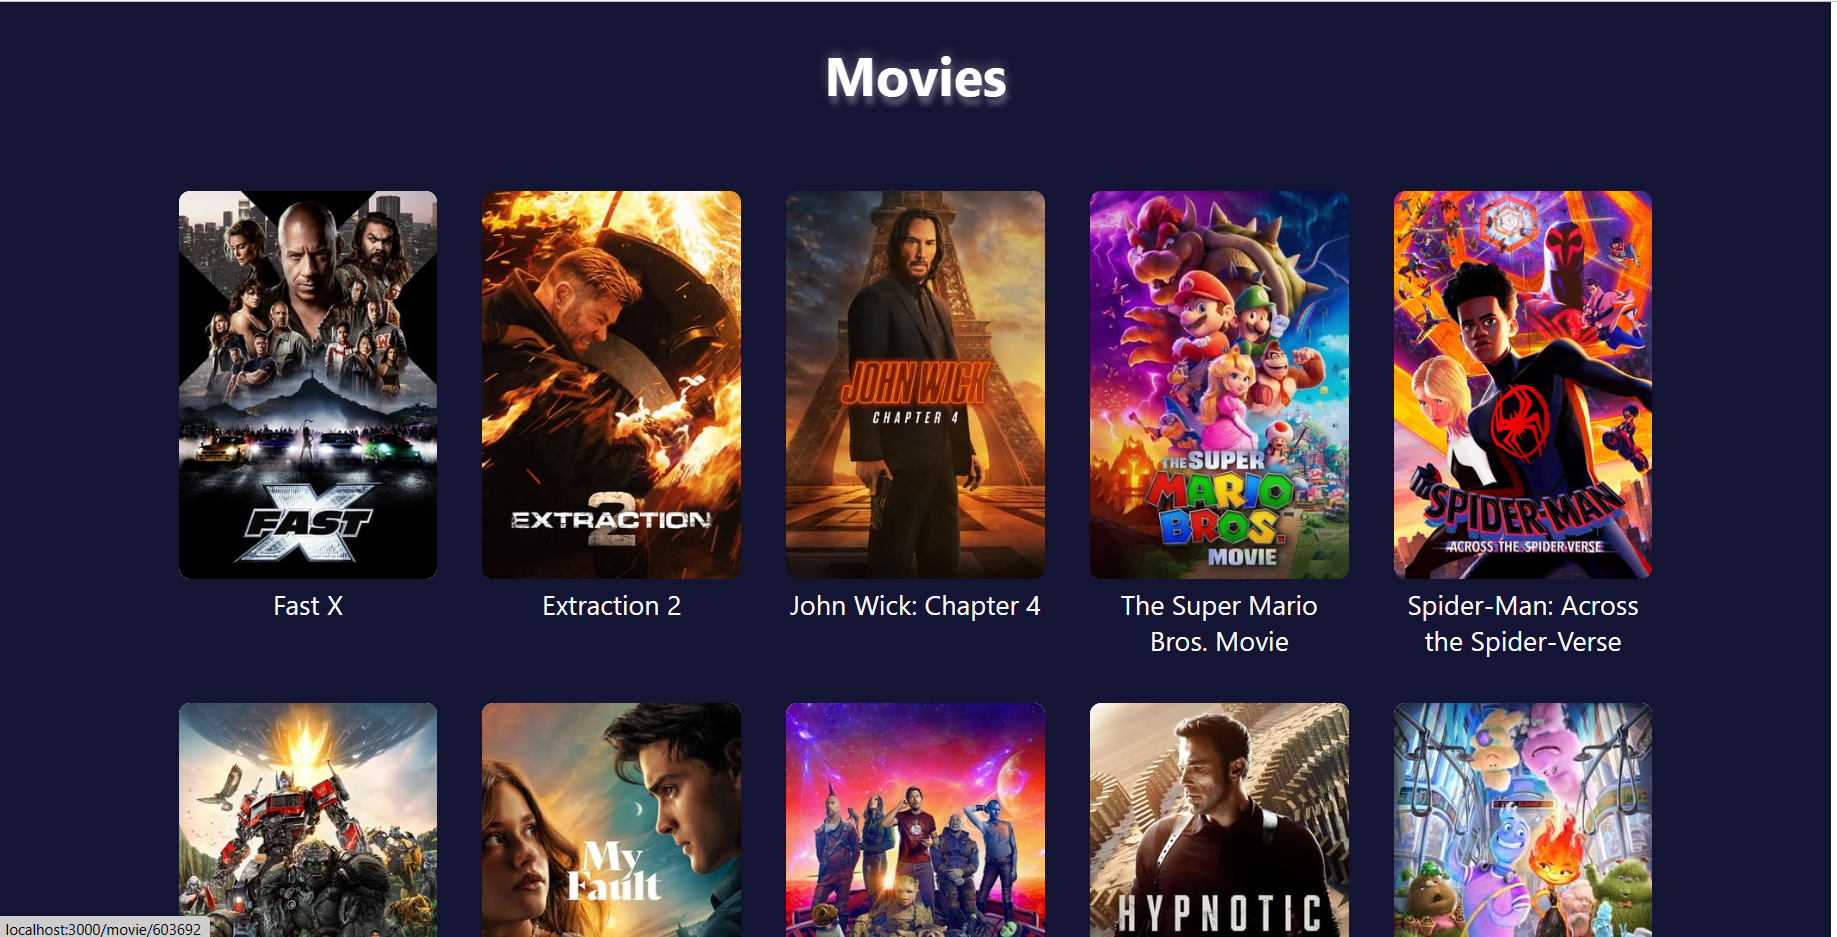 Movies
FAST X
EXTRACTION
2
JOHN WICK
CHAPTER 4
THE SUPER
MARIO
BROS.
MOVIE
SPIDER-MAN
ACROSS THE SPIDER-VERSE
Fast X
Extraction 2
John Wick: Chapter 4
The Super Mario
Bros. Movie
Spider-Man: Across
the Spider-Verse
My
Fault
HYPNOTIC
localhost:3000/movie/603692